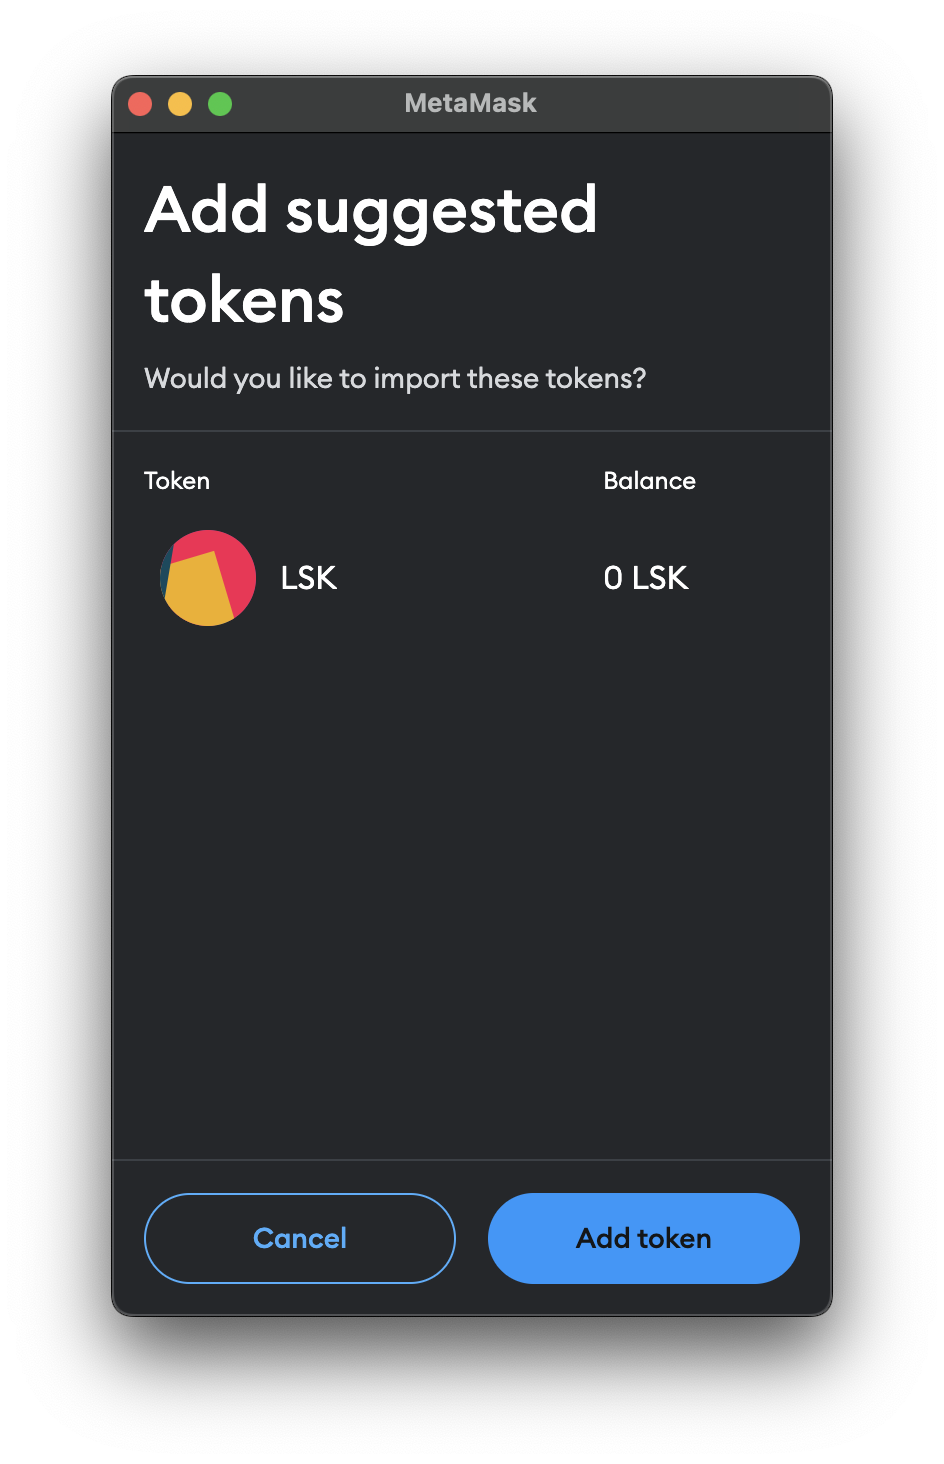 MetaMask
Add suggested
tokens
Would you like to import these tokens?
Token Balance
LSK 0 LSK
Cancel Add token